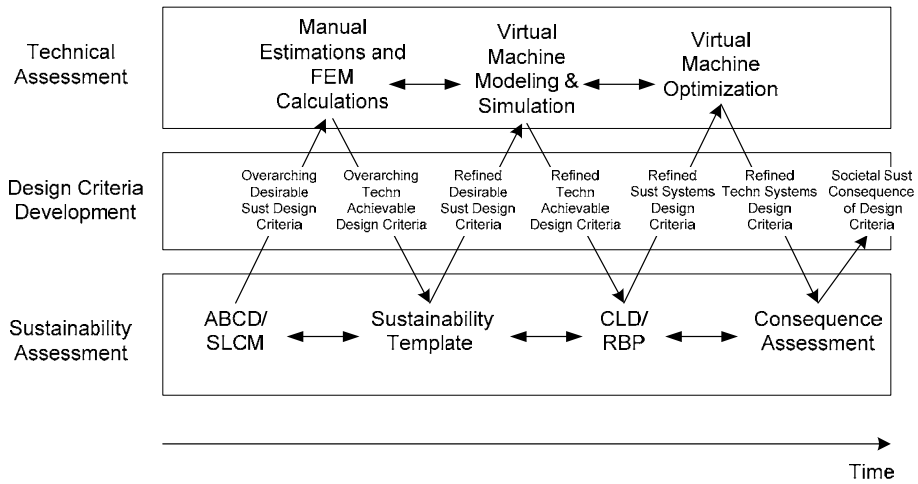 Technical
Assessment
Manual
Estimations and
FEM
Calculations
Virtual
Machine
Modeling &
Simulation
Virtual
Machine
Optimization
Design Criteria
Development
Overarching
Desirable
Sust Design
Criteria
Overarching
Techn
Achievable
Design Criteria
Refined
Desirable
Sust Design
Criteria
Refined
Techn
Achievable
Design Criteria
Refined
Sust Systems
Design
Criteria
Refined
Techn Systems
Design
Criteria
Societal Sust
Consequence
of Design
Criteria
Sustainability
Assessment
ABCD/
SLCM
Sustainability
Template
CLD/
RBP
Consequence
Assessment
Time